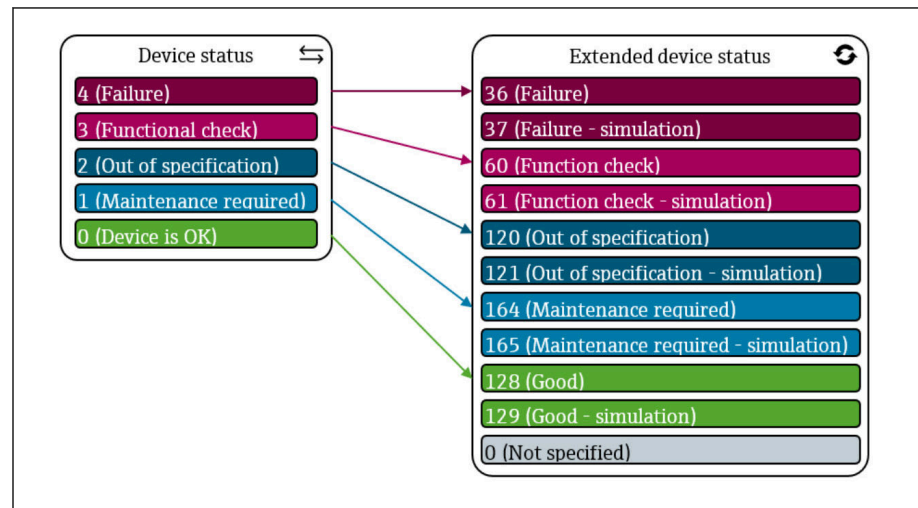 Device status
4 (Failure)
3 (Functional check)
2 (Out of specification)
1 (Maintenance required)
0 (Device is OK)
Extended device status
36 (Failure)
37 (Failure - simulation)
60 (Function check)
61 (Function check - simulation)
120 (Out of specification)
121 (Out of specification - simulation)
164 (Maintenance required)
165 (Maintenance required - simulation)
128 (Good)
129 (Good - simulation)
0 (Not specified)